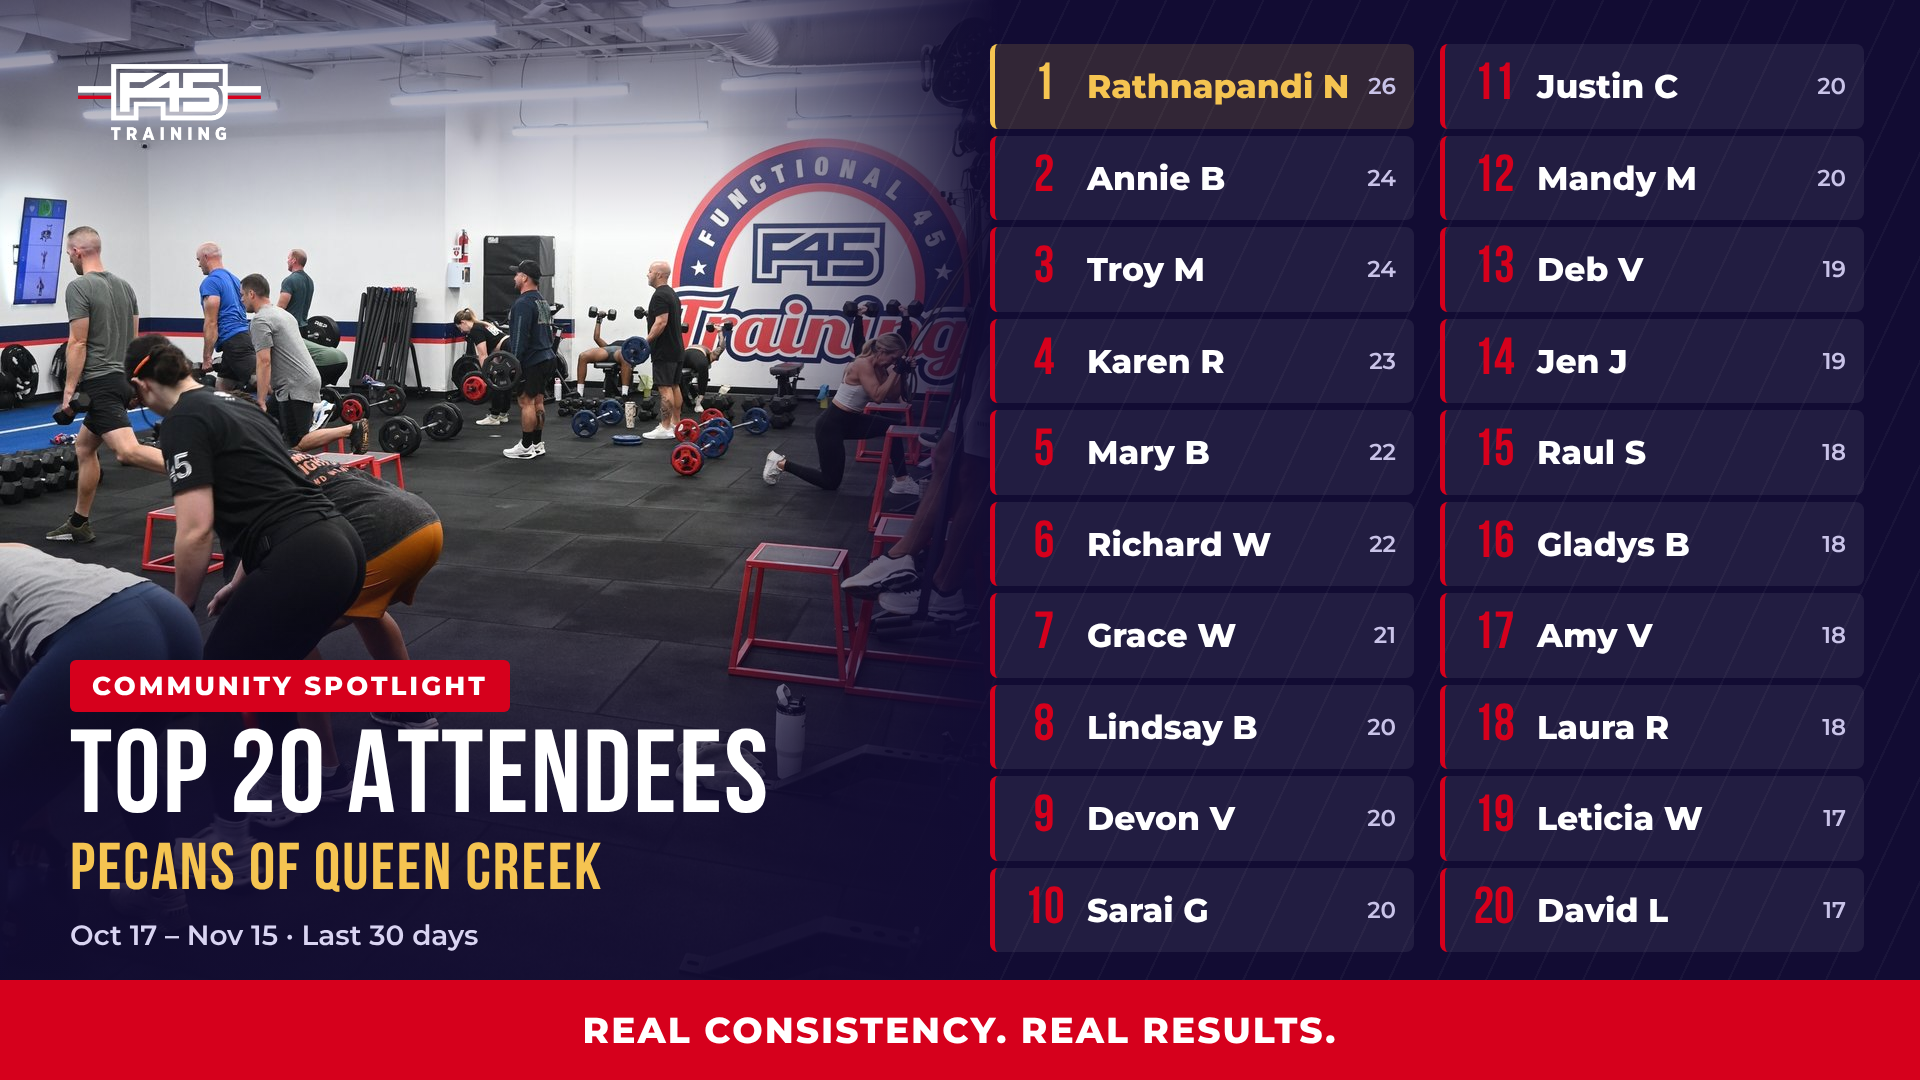 F45
TRAINING
FUNCTIONAL 45
F45
Training
45
COMMUNITY SPOTLIGHT
TOP 20 ATTENDEES
PECANS OF QUEEN CREEK
Oct 17 – Nov 15 · Last 30 days
1 Rathnapandi N 26
2 Annie B 24
3 Troy M 24
4 Karen R 23
5 Mary B 22
6 Richard W 22
7 Grace W 21
8 Lindsay B 20
9 Devon V 20
10 Sarai G 20
11 Justin C 20
12 Mandy M 20
13 Deb V 19
14 Jen J 19
15 Raul S 18
16 Gladys B 18
17 Amy V 18
18 Laura R 18
19 Leticia W 17
20 David L 17
REAL CONSISTENCY. REAL RESULTS.